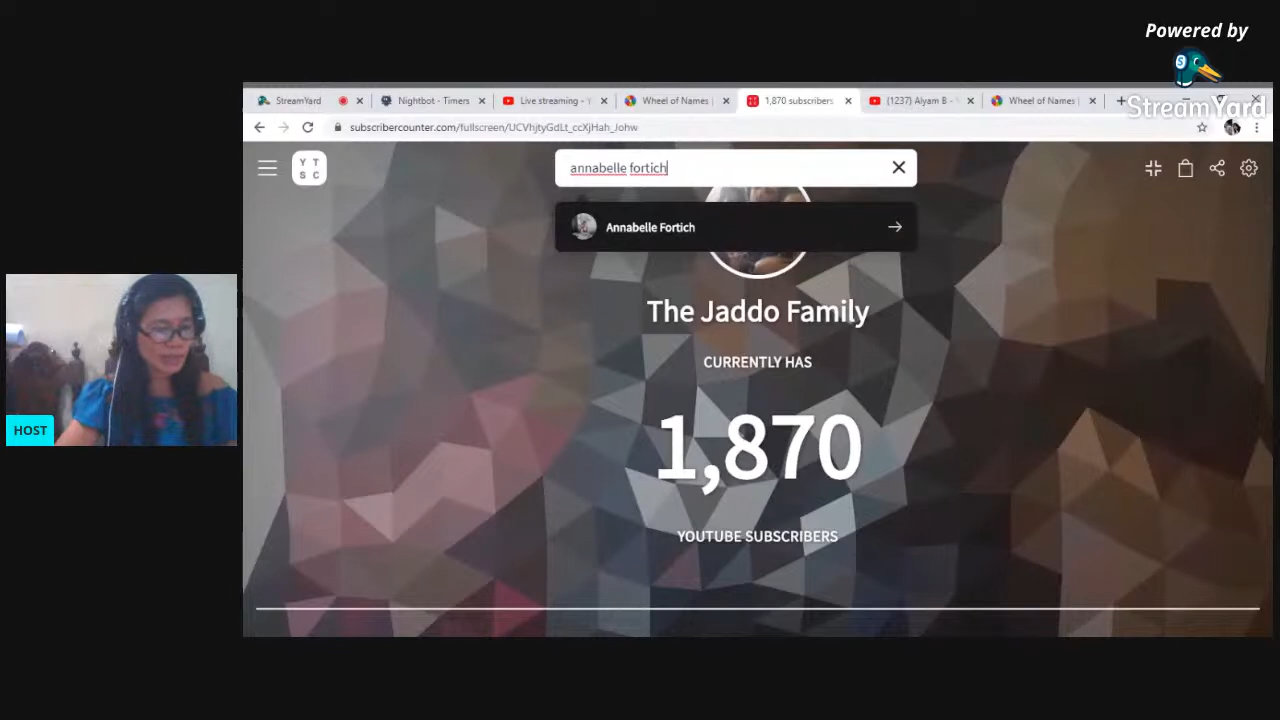 Powered by
StreamYard
StreamYard
Nightbot - Timers
Live streaming - Y
Wheel of Names |
1,870 subscribers
(1237) Alyam B -
Wheel of Names |
subscribercounter.com/fullscreen/UCVhjtyGdLt_ccXjHah_Johw
Y T
S C
annabelle fortich
Annabelle Fortich
The Jaddo Family
CURRENTLY HAS
1,870
YOUTUBE SUBSCRIBERS
HOST